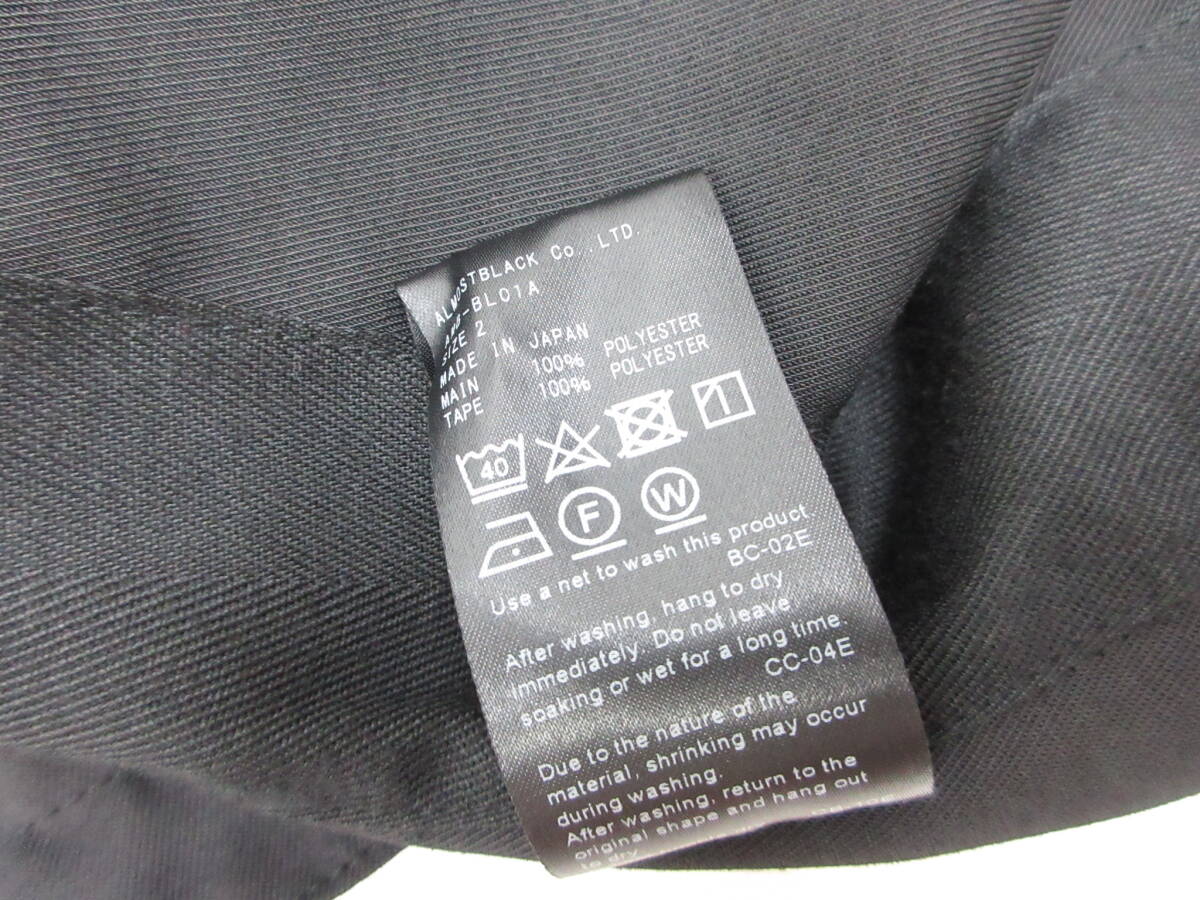 ALMOSTBLACK Co.,LTD.
SIZE 2
MADE IN JAPAN
MAIN 100% POLYESTER
TAPE 100% POLYESTER
40
F W
Use a net to wash this product
BC-02E
After washing, hang to dry
immediately. Do not leave
soaking or wet for a long time.
CC-04E
Due to the nature of the
material, shrinking may occur
during washing.
After washing, return to the
original shape and hang out
to dry